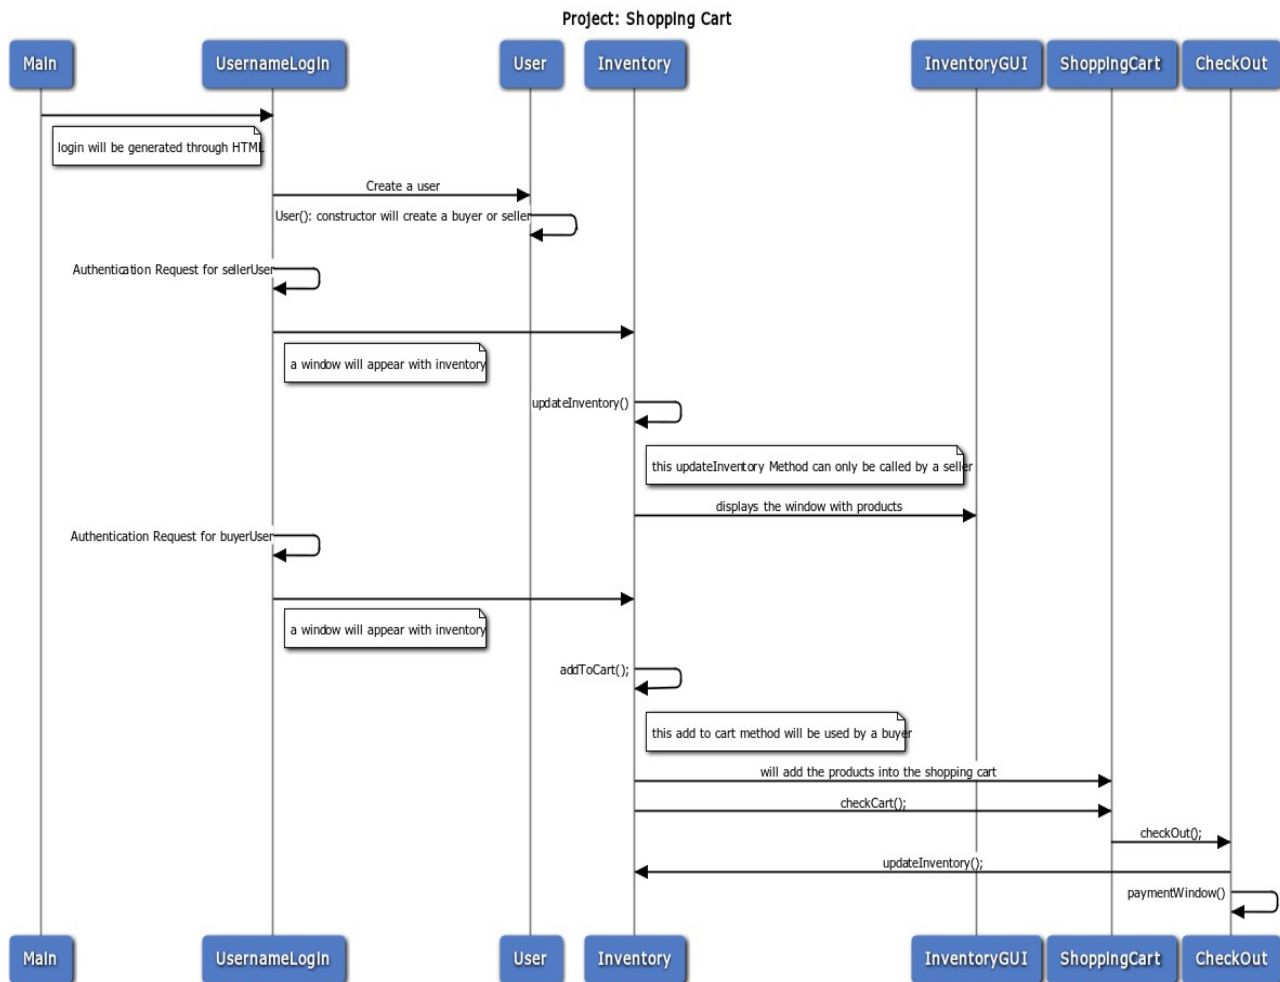 Project: Shopping Cart
Main UsernameLogin User Inventory InventoryGUI ShoppingCart CheckOut
login will be generated through HTML
Create a user
User(): constructor will create a buyer or seller
Authentication Request for sellerUser
a window will appear with inventory
updateInventory()
this updateInventory Method can only be called by a seller
displays the window with products
Authentication Request for buyerUser
a window will appear with inventory
addToCart();
this add to cart method will be used by a buyer
will add the products into the shopping cart
checkCart();
checkOut();
updateInventory();
paymentWindow()
Main UsernameLogin User Inventory InventoryGUI ShoppingCart CheckOut